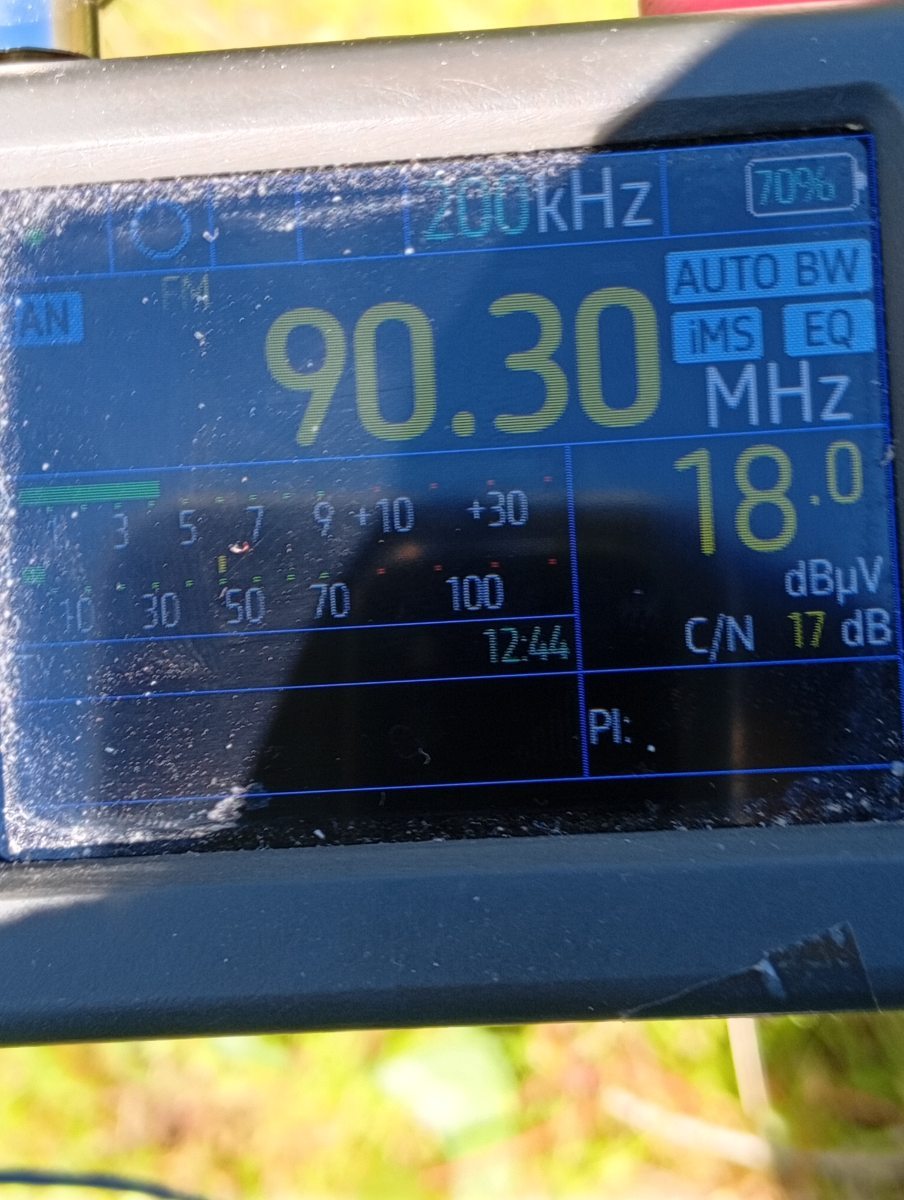 200kHz 70%
FM AUTO BW
AN 90.30 iMS EQ
MHz
1 3 5 7 9 +10 +30 18.0
10 30 50 70 100 dBµV
12:44 C/N 17 dB
PI: